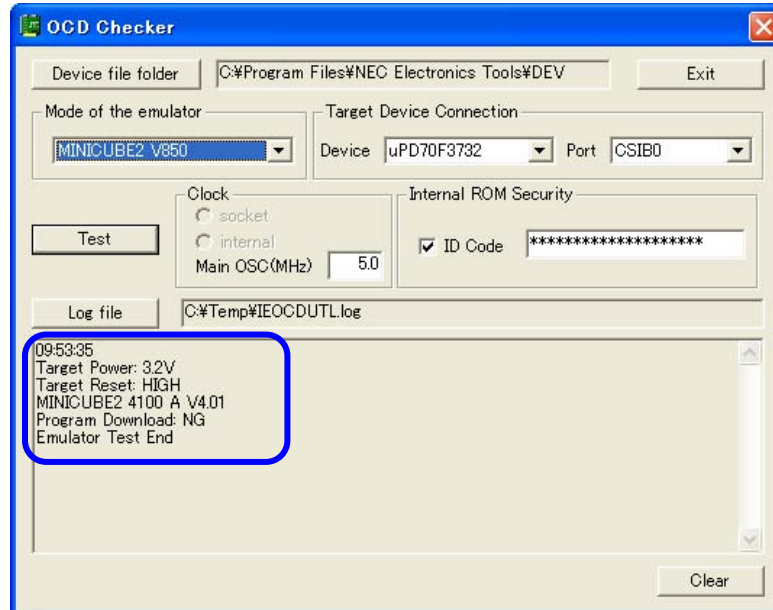 OCD Checker
Device file folder C:¥Program Files¥NEC Electronics Tools¥DEV Exit
Mode of the emulator Target Device Connection
MINICUBE2 V850 Device uPD70F3732 Port CSIB0
Clock Internal ROM Security
socket
Test internal ID Code ********************
Main OSC(MHz) 5.0
Log file C:¥Temp¥IEOCDUTL.log
09:53:35
Target Power: 3.2V
Target Reset: HIGH
MINICUBE2 4100 A V4.01
Program Download: NG
Emulator Test End
Clear